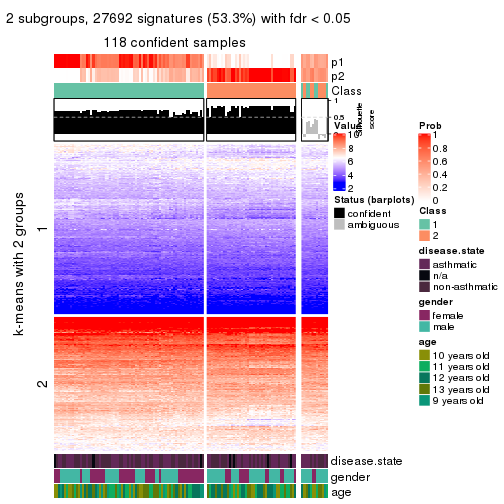 2 subgroups, 27692 signatures (53.3%) with fdr < 0.05
118 confident samples
p1
p2
Class
1
0.5
0
Silhouette
score
k-means with 2 groups
1
2
disease.state
gender
age
Value
10
8
6
4
2
Status (barplots)
confident
ambiguous
Prob
1
0.8
0.6
0.4
0.2
0
Class
1
2
disease.state
asthmatic
n/a
non-asthmatic
gender
female
male
age
10 years old
11 years old
12 years old
13 years old
9 years old